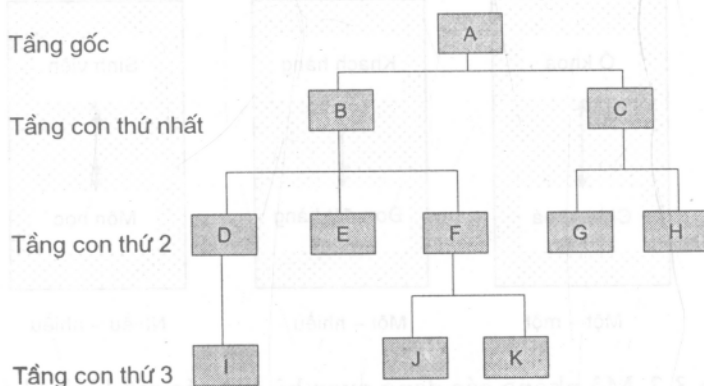 A
Tầng gốc
B C
Tầng con thứ nhất
D E F G H
Tầng con thứ 2
I J K
Tầng con thứ 3